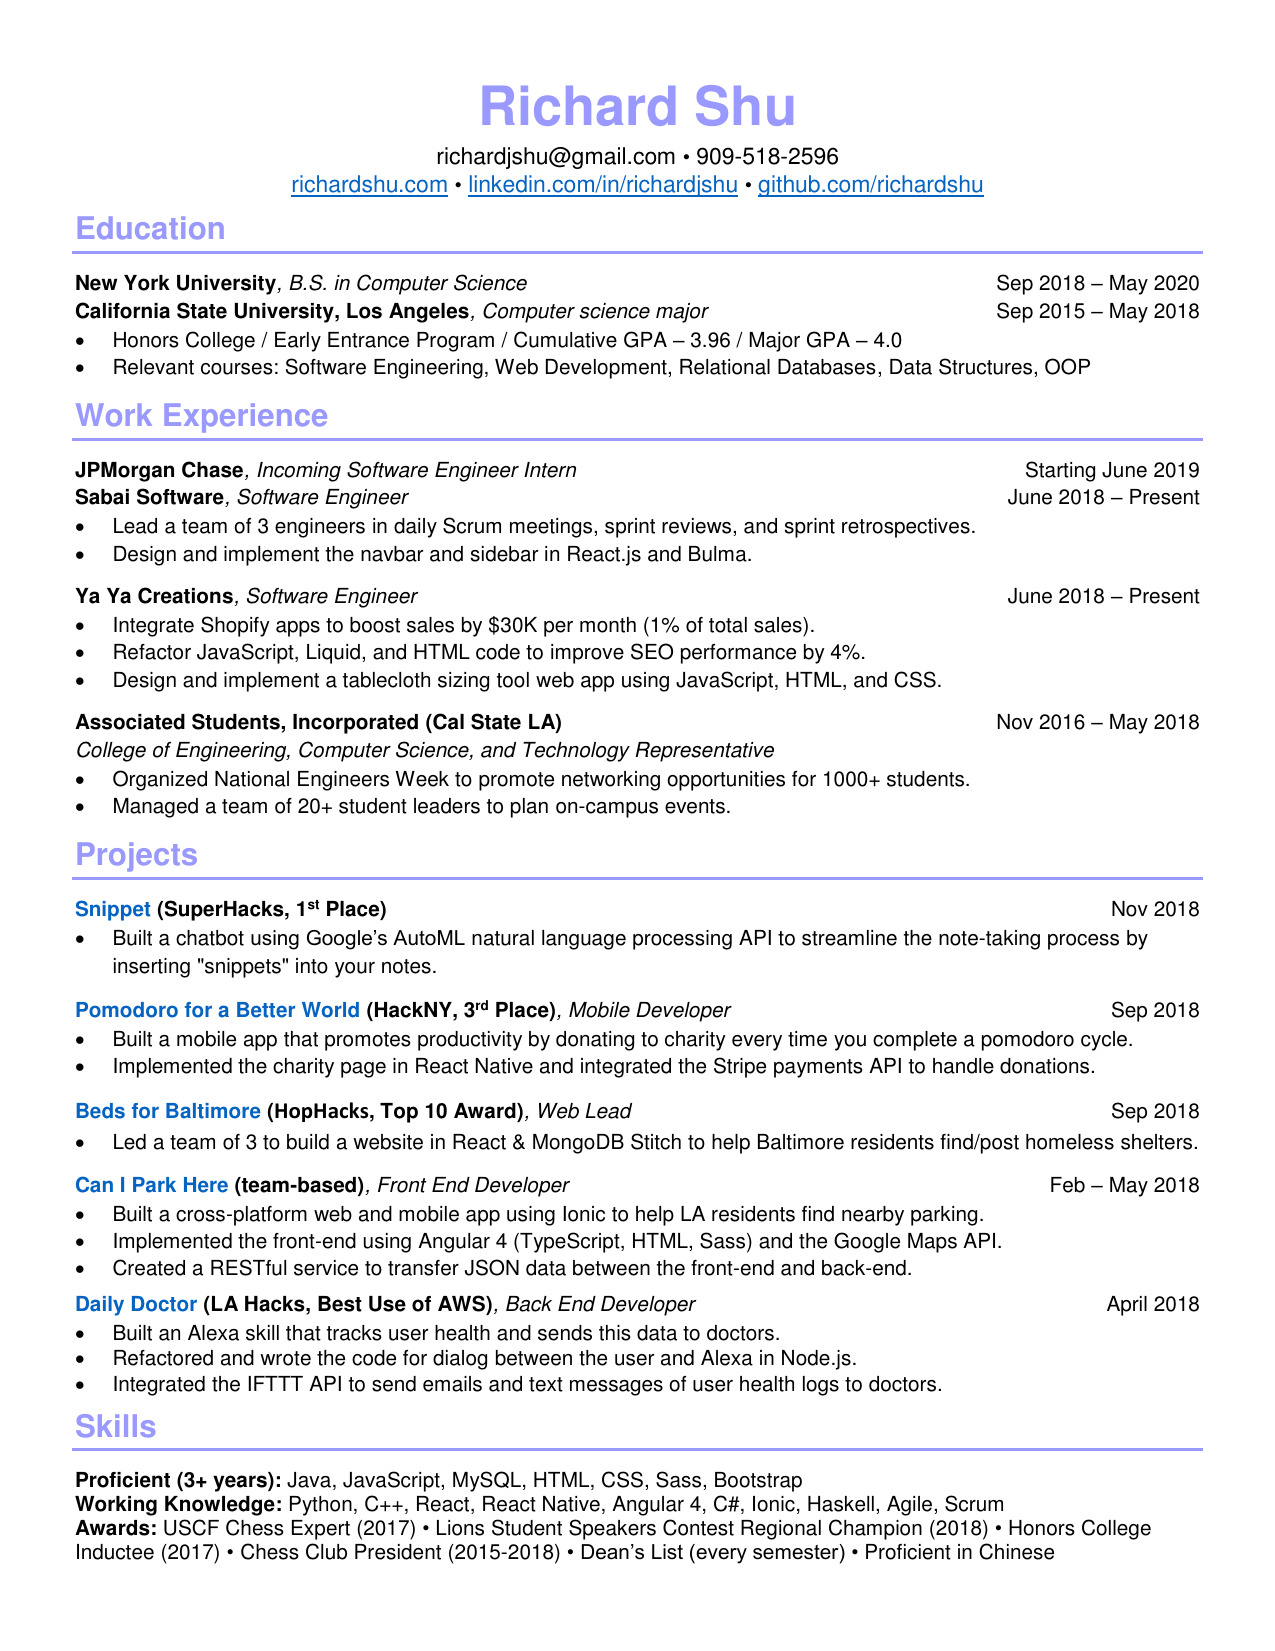 Richard Shu
richardjshu@gmail.com • 909-518-2596
richardshu.com • linkedin.com/in/richardjshu • github.com/richardshu
Education
New York University, B.S. in Computer Science Sep 2018 – May 2020
California State University, Los Angeles, Computer science major Sep 2015 – May 2018
• Honors College / Early Entrance Program / Cumulative GPA – 3.96 / Major GPA – 4.0
• Relevant courses: Software Engineering, Web Development, Relational Databases, Data Structures, OOP
Work Experience
JPMorgan Chase, Incoming Software Engineer Intern Starting June 2019
Sabai Software, Software Engineer June 2018 – Present
• Lead a team of 3 engineers in daily Scrum meetings, sprint reviews, and sprint retrospectives.
• Design and implement the navbar and sidebar in React.js and Bulma.
Ya Ya Creations, Software Engineer June 2018 – Present
• Integrate Shopify apps to boost sales by $30K per month (1% of total sales).
• Refactor JavaScript, Liquid, and HTML code to improve SEO performance by 4%.
• Design and implement a tablecloth sizing tool web app using JavaScript, HTML, and CSS.
Associated Students, Incorporated (Cal State LA) Nov 2016 – May 2018
College of Engineering, Computer Science, and Technology Representative
• Organized National Engineers Week to promote networking opportunities for 1000+ students.
• Managed a team of 20+ student leaders to plan on-campus events.
Projects
Snippet (SuperHacks, 1st Place) Nov 2018
• Built a chatbot using Google’s AutoML natural language processing API to streamline the note-taking process by
inserting "snippets" into your notes.
Pomodoro for a Better World (HackNY, 3rd Place), Mobile Developer Sep 2018
• Built a mobile app that promotes productivity by donating to charity every time you complete a pomodoro cycle.
• Implemented the charity page in React Native and integrated the Stripe payments API to handle donations.
Beds for Baltimore (HopHacks, Top 10 Award), Web Lead Sep 2018
• Led a team of 3 to build a website in React & MongoDB Stitch to help Baltimore residents find/post homeless shelters.
Can I Park Here (team-based), Front End Developer Feb – May 2018
• Built a cross-platform web and mobile app using Ionic to help LA residents find nearby parking.
• Implemented the front-end using Angular 4 (TypeScript, HTML, Sass) and the Google Maps API.
• Created a RESTful service to transfer JSON data between the front-end and back-end.
Daily Doctor (LA Hacks, Best Use of AWS), Back End Developer April 2018
• Built an Alexa skill that tracks user health and sends this data to doctors.
• Refactored and wrote the code for dialog between the user and Alexa in Node.js.
• Integrated the IFTTT API to send emails and text messages of user health logs to doctors.
Skills
Proficient (3+ years): Java, JavaScript, MySQL, HTML, CSS, Sass, Bootstrap
Working Knowledge: Python, C++, React, React Native, Angular 4, C#, Ionic, Haskell, Agile, Scrum
Awards: USCF Chess Expert (2017) • Lions Student Speakers Contest Regional Champion (2018) • Honors College
Inductee (2017) • Chess Club President (2015-2018) • Dean’s List (every semester) • Proficient in Chinese